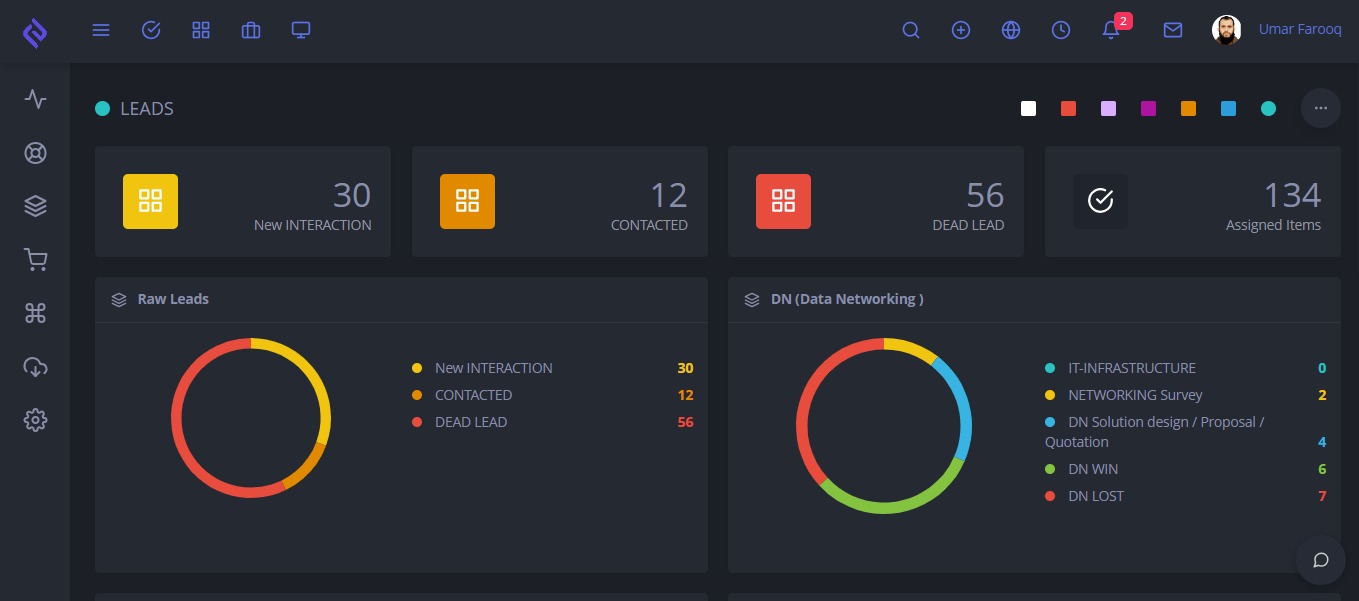 2
Umar Farooq
LEADS
30
New INTERACTION
12
CONTACTED
56
DEAD LEAD
134
Assigned Items
Raw Leads
New INTERACTION 30
CONTACTED 12
DEAD LEAD 56
DN (Data Networking )
IT-INFRASTRUCTURE 0
NETWORKING Survey 2
DN Solution design / Proposal /
Quotation 4
DN WIN 6
DN LOST 7